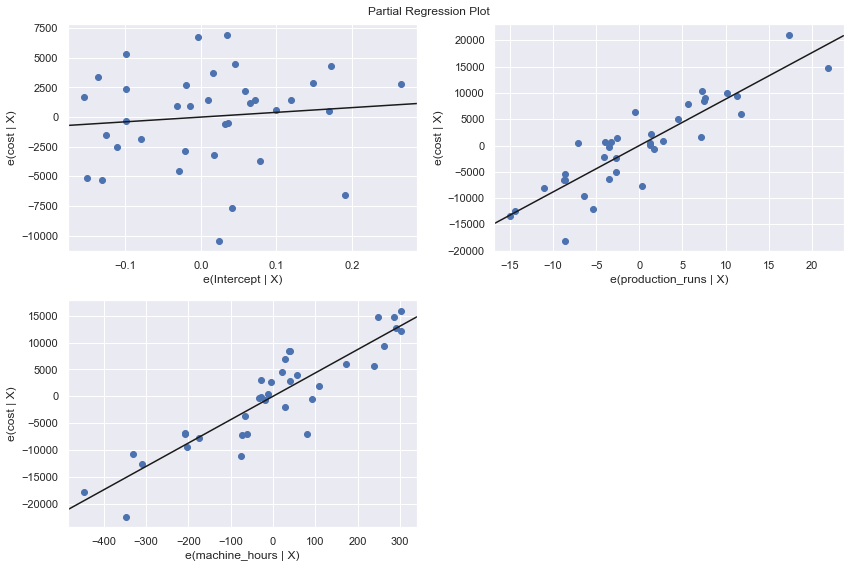 Partial Regression Plot
7500
5000
2500
0
−2500
−5000
−7500
−10000
e(cost | X)
−0.1 0.0 0.1 0.2
e(Intercept | X)
20000
15000
10000
5000
0
−5000
−10000
−15000
−20000
e(cost | X)
−15 −10 −5 0 5 10 15 20
e(production_runs | X)
15000
10000
5000
0
−5000
−10000
−15000
−20000
e(cost | X)
−400 −300 −200 −100 0 100 200 300
e(machine_hours | X)